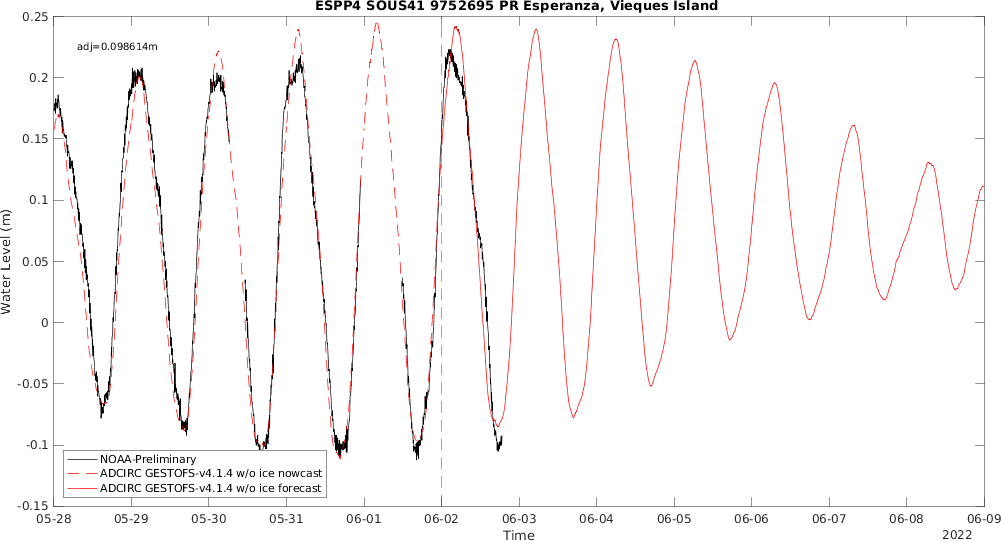 ESPP4 SOUS41 9752695 PR Esperanza, Vieques Island
adj=0.098614m
0.25
0.2
0.15
0.1
0.05
0
-0.05
-0.1
-0.15
Water Level (m)
NOAA-Preliminary
ADCIRC GESTOFS-v4.1.4 w/o ice nowcast
ADCIRC GESTOFS-v4.1.4 w/o ice forecast
05-28 05-29 05-30 05-31 06-01 06-02 06-03 06-04 06-05 06-06 06-07 06-08 06-09
Time
2022